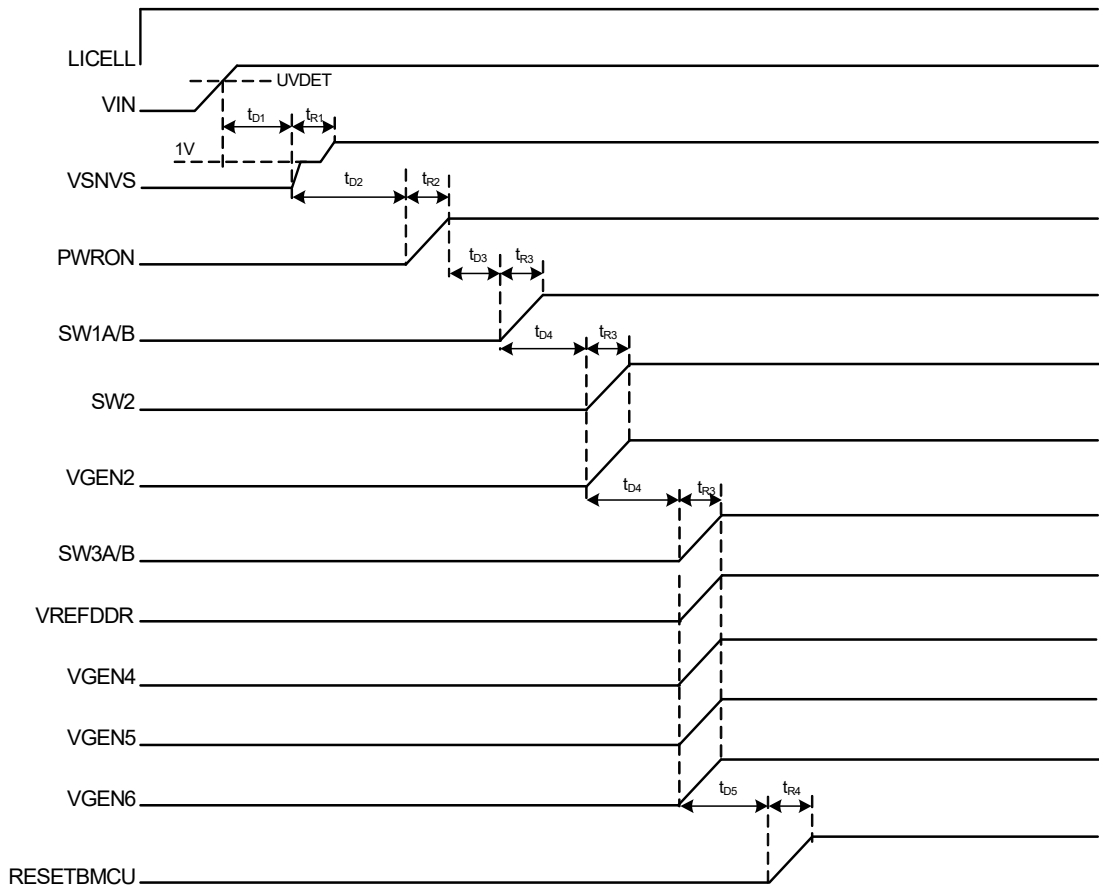 LICELL
UVDET
VIN
tD1
tR1
1V
VSNVS
tD2
tR2
PWRON
tD3
tR3
SW1A/B
tD4
tR3
SW2
VGEN2
tD4
tR3
SW3A/B
VREFDDR
VGEN4
VGEN5
VGEN6
tD5
tR4
RESETBMCU